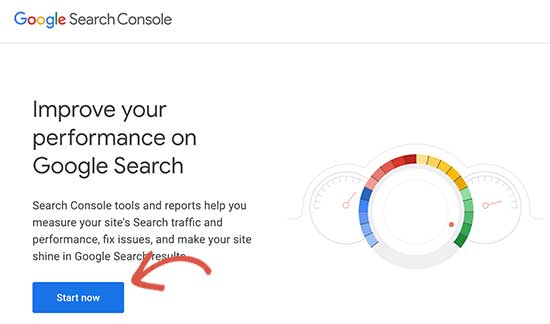 Google Search Console
Improve your
performance on
Google Search
Search Console tools and reports help you
measure your site's Search traffic and
performance, fix issues, and make your site
shine in Google Search results.
Start now